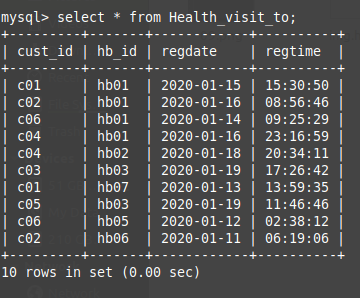 mysql> select * from Health_visit_to;
+---------+-------+------------+----------+
| cust_id | hb_id | regdate    | regtime  |
+---------+-------+------------+----------+
| c01     | hb01  | 2020-01-15 | 15:30:50 |
| c02     | hb01  | 2020-01-16 | 08:56:46 |
| c06     | hb01  | 2020-01-14 | 09:25:29 |
| c04     | hb01  | 2020-01-16 | 23:16:59 |
| c04     | hb02  | 2020-01-18 | 20:34:11 |
| c03     | hb03  | 2020-01-19 | 17:26:42 |
| c01     | hb07  | 2020-01-13 | 13:59:35 |
| c05     | hb03  | 2020-01-19 | 11:46:46 |
| c06     | hb05  | 2020-01-12 | 02:38:12 |
| c02     | hb06  | 2020-01-11 | 06:19:06 |
+---------+-------+------------+----------+
10 rows in set (0.00 sec)